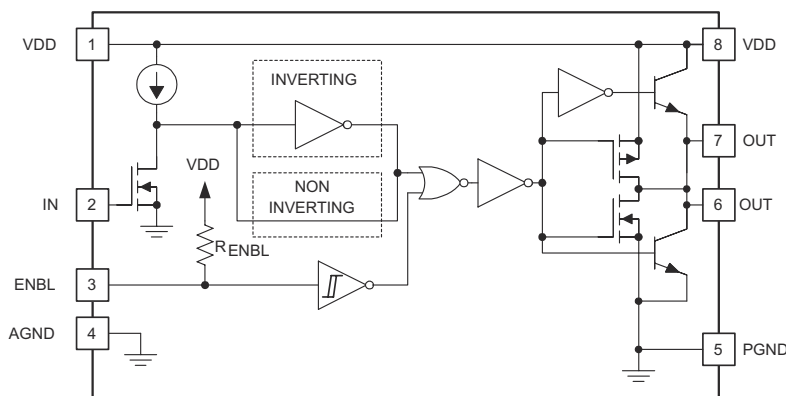 VDD 1
8 VDD
INVERTING
7 OUT
VDD
NON
INVERTING
IN 2
6 OUT
RENBL
ENBL 3
AGND 4
5 PGND